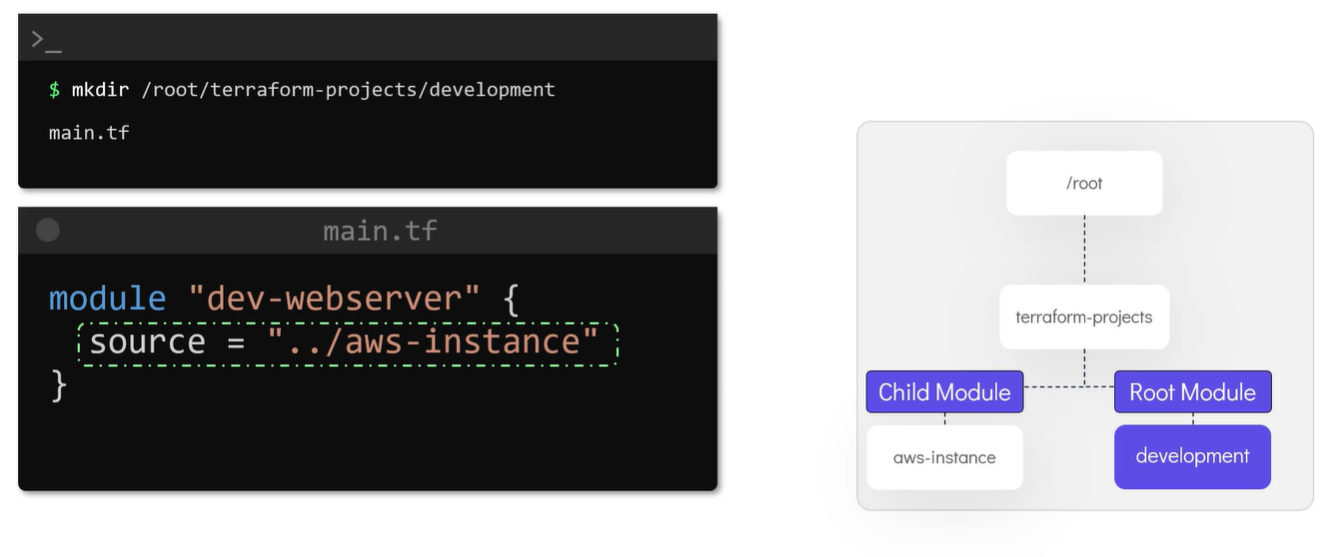 >_
$ mkdir /root/terraform-projects/development
main.tf
main.tf
module "dev-webserver" {
source = "../aws-instance"
}
/root
terraform-projects
Child Module
Root Module
aws-instance
development